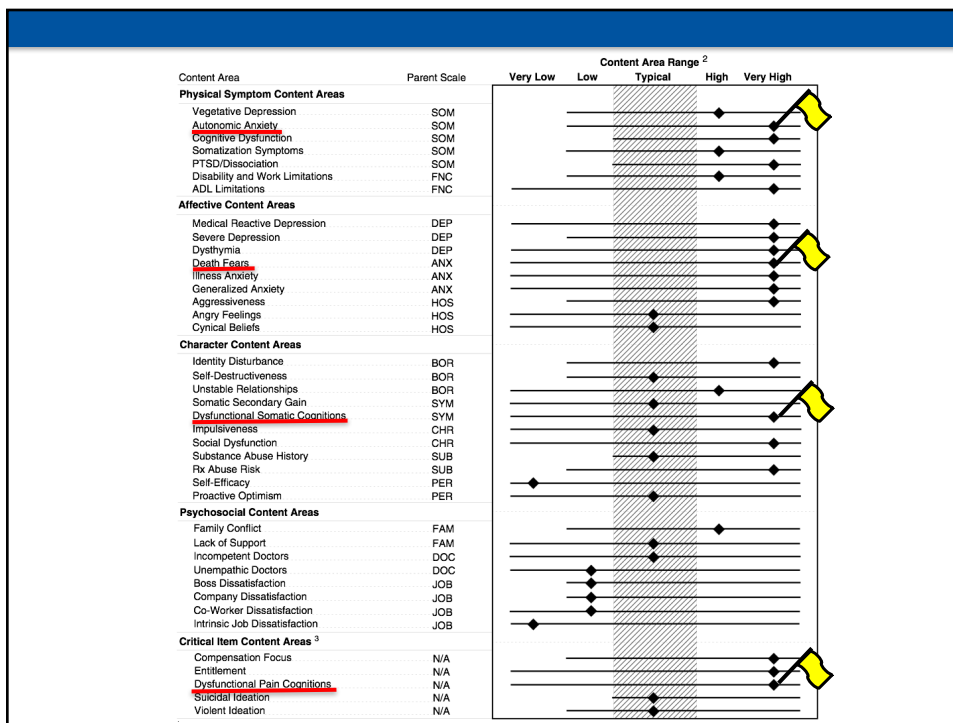 Content Area Range 2
Content Area Parent Scale Very Low Low Typical High Very High
Physical Symptom Content Areas
Vegetative Depression SOM
Autonomic Anxiety SOM
Cognitive Dysfunction SOM
Somatization Symptoms SOM
PTSD/Dissociation SOM
Disability and Work Limitations FNC
ADL Limitations FNC
Affective Content Areas
Medical Reactive Depression DEP
Severe Depression DEP
Dysthymia DEP
Death Fears ANX
Illness Anxiety ANX
Generalized Anxiety ANX
Aggressiveness HOS
Angry Feelings HOS
Cynical Beliefs HOS
Character Content Areas
Identity Disturbance BOR
Self-Destructiveness BOR
Unstable Relationships BOR
Somatic Secondary Gain SYM
Dysfunctional Somatic Cognitions SYM
Impulsiveness CHR
Social Dysfunction CHR
Substance Abuse History SUB
Rx Abuse Risk SUB
Self-Efficacy PER
Proactive Optimism PER
Psychosocial Content Areas
Family Conflict FAM
Lack of Support FAM
Incompetent Doctors DOC
Unempathic Doctors DOC
Boss Dissatisfaction JOB
Company Dissatisfaction JOB
Co-Worker Dissatisfaction JOB
Intrinsic Job Dissatisfaction JOB
Critical Item Content Areas 3
Compensation Focus N/A
Entitlement N/A
Dysfunctional Pain Cognitions N/A
Suicidal Ideation N/A
Violent Ideation N/A